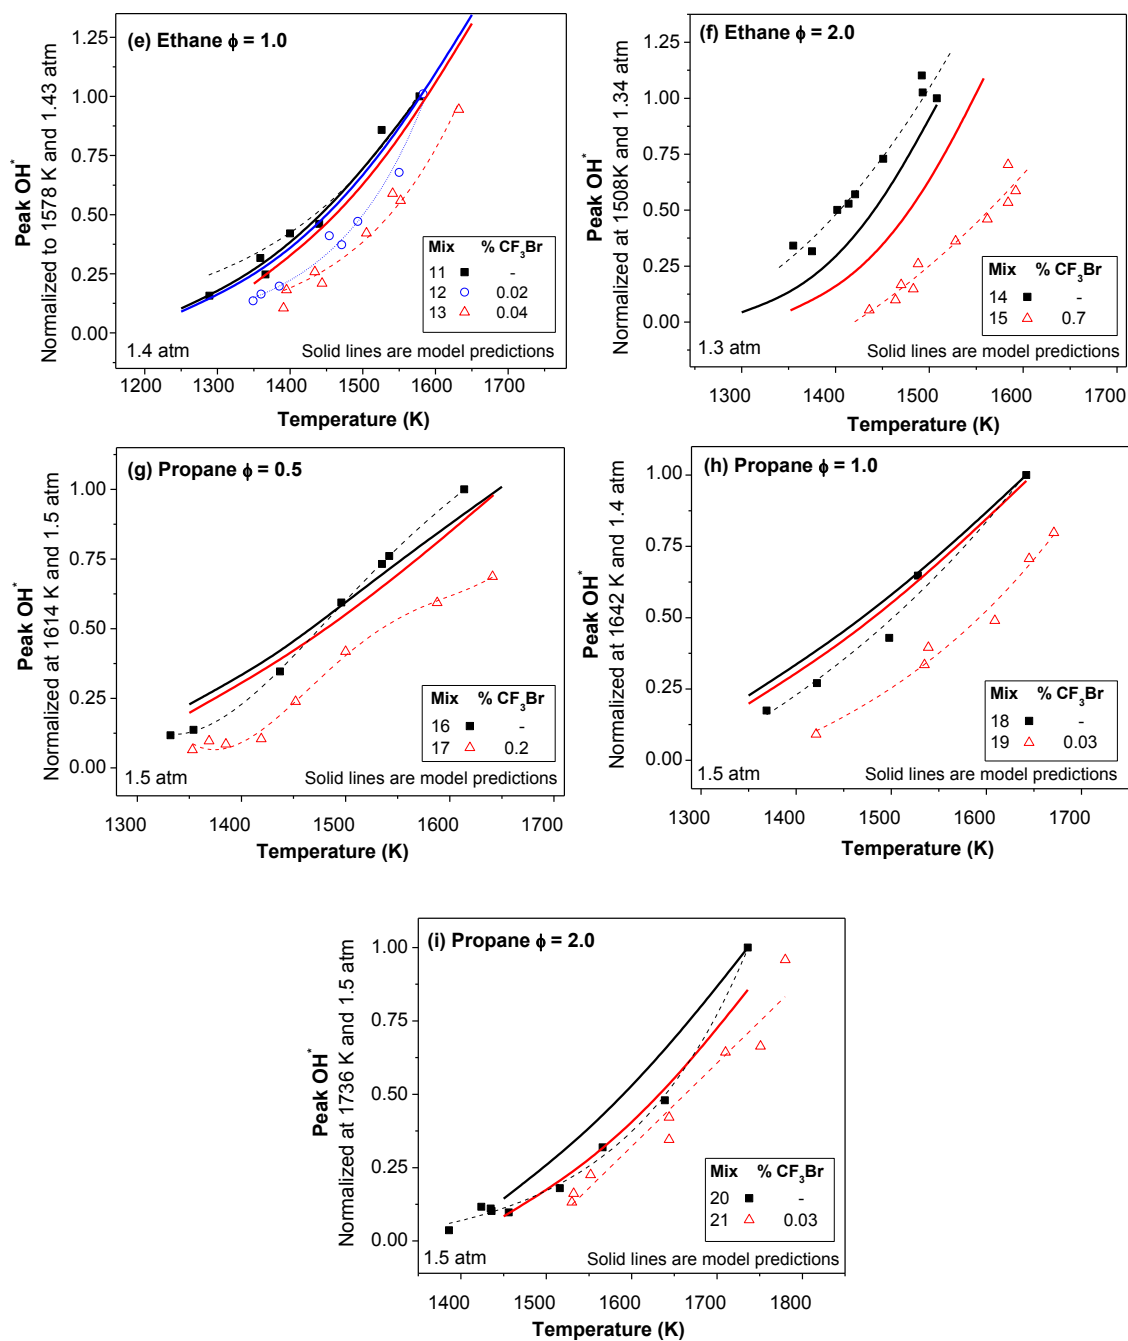 (e) Ethane ϕ = 1.0
Peak OH*
Normalized to 1578 K and 1.43 atm
1.25
1.00
0.75
0.50
0.25
0.00
Mix % CF₃Br
11 -
12 0.02
13 0.04
1.4 atm
Solid lines are model predictions
1200 1300 1400 1500 1600 1700
Temperature (K)
(f) Ethane ϕ = 2.0
Peak OH*
Normalized at 1508K and 1.34 atm
1.25
1.00
0.75
0.50
0.25
0.00
Mix % CF₃Br
14 -
15 0.7
1.3 atm
Solid lines are model predictions
1300 1400 1500 1600 1700
Temperature (K)
(g) Propane ϕ = 0.5
Peak OH*
Normalized at 1614 K and 1.5 atm
1.00
0.75
0.50
0.25
0.00
Mix % CF₃Br
16 -
17 0.2
1.5 atm
Solid lines are model predictions
1300 1400 1500 1600 1700
Temperature (K)
(h) Propane ϕ = 1.0
Peak OH*
Normalized at 1642 K and 1.4 atm
1.00
0.75
0.50
0.25
0.00
Mix % CF₃Br
18 -
19 0.03
1.5 atm
Solid lines are model predictions
1300 1400 1500 1600 1700
Temperature (K)
(i) Propane ϕ = 2.0
Peak OH*
Normalized at 1736 K and 1.5 atm
1.00
0.75
0.50
0.25
0.00
Mix % CF₃Br
20 -
21 0.03
1.5 atm
Solid lines are model predictions
1400 1500 1600 1700 1800
Temperature (K)